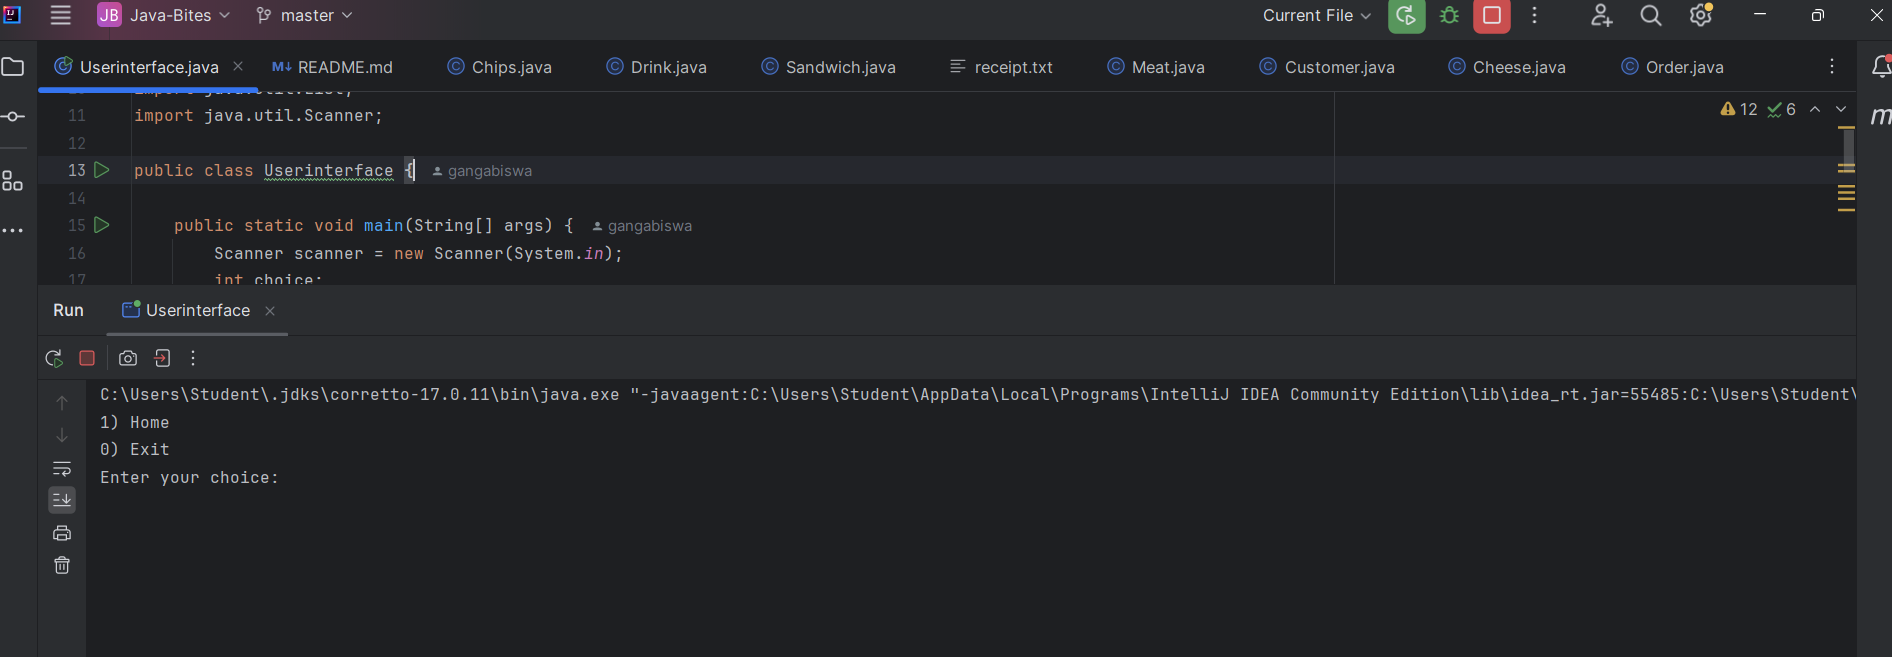 JB Java-Bites master Current File
Userinterface.java README.md Chips.java Drink.java Sandwich.java receipt.txt Meat.java Customer.java Cheese.java Order.java
11 import java.util.Scanner; 12 6
12
13 public class Userinterface { gangabiswa
14
15 public static void main(String[] args) { gangabiswa
16 Scanner scanner = new Scanner(System.in);
17 int choice;
Run Userinterface
C:\Users\Student\.jdks\corretto-17.0.11\bin\java.exe "-javaagent:C:\Users\Student\AppData\Local\Programs\IntelliJ IDEA Community Edition\lib\idea_rt.jar=55485:C:\Users\Student\
1) Home
0) Exit
Enter your choice: